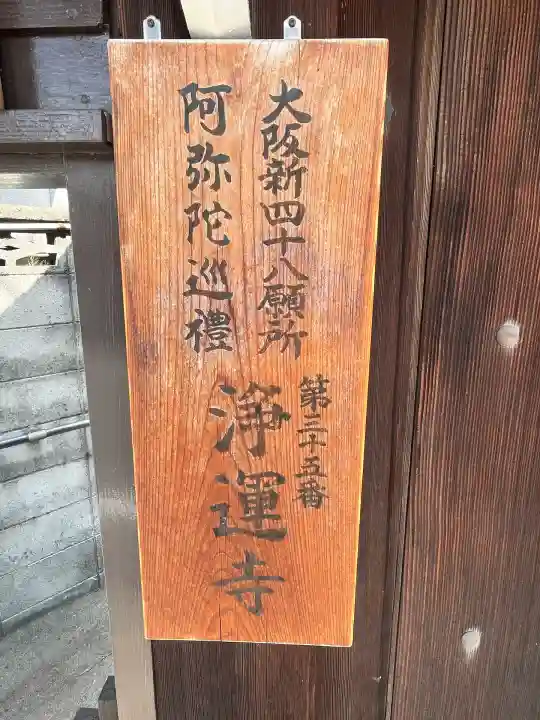 大阪新四十八願所
阿弥陀巡禮
第三十五番
浄運寺